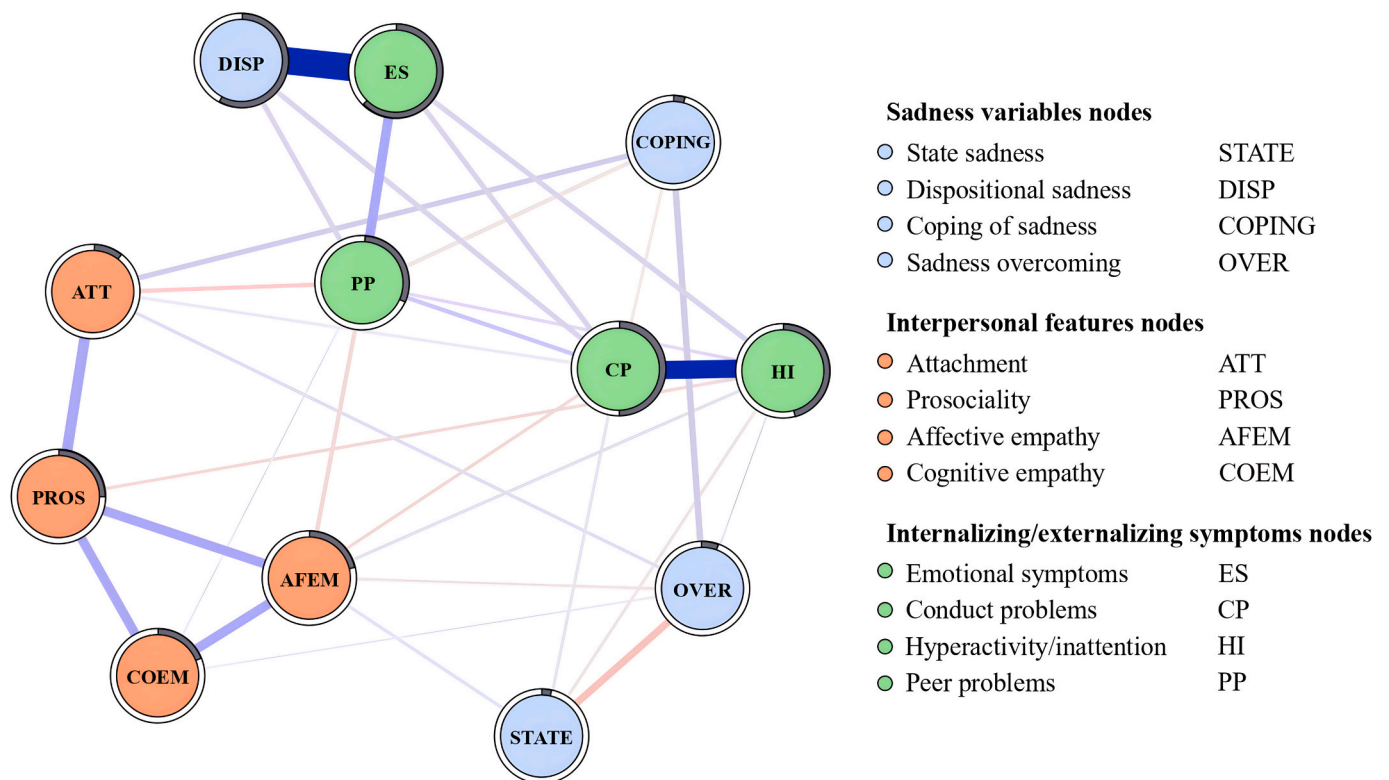 DISP
ES
COPING
ATT
PP
CP
HI
PROS
AFEM
OVER
COEM
STATE
Sadness variables nodes
State sadness STATE
Dispositional sadness DISP
Coping of sadness COPING
Sadness overcoming OVER
Interpersonal features nodes
Attachment ATT
Prosociality PROS
Affective empathy AFEM
Cognitive empathy COEM
Internalizing/externalizing symptoms nodes
Emotional symptoms ES
Conduct problems CP
Hyperactivity/inattention HI
Peer problems PP